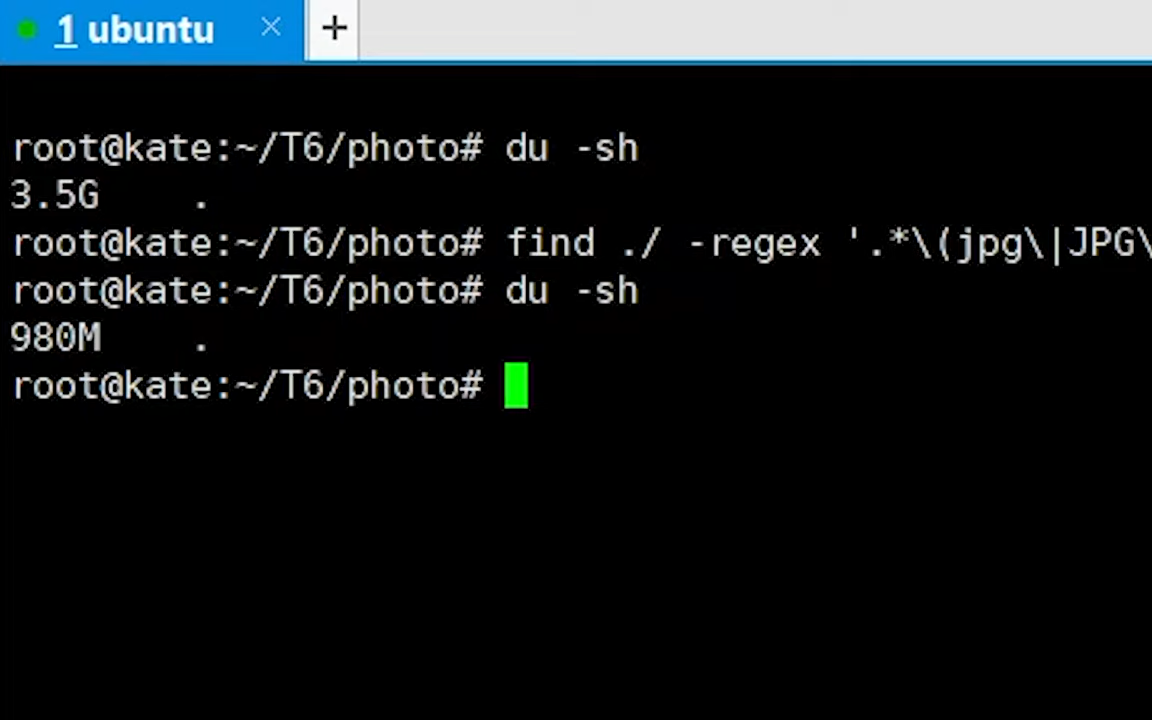 1 ubuntu × +
root@kate:~/T6/photo# du -sh
3.5G .
root@kate:~/T6/photo# find ./ -regex '.*\(jpg\|JPG\
root@kate:~/T6/photo# du -sh
980M .
root@kate:~/T6/photo#